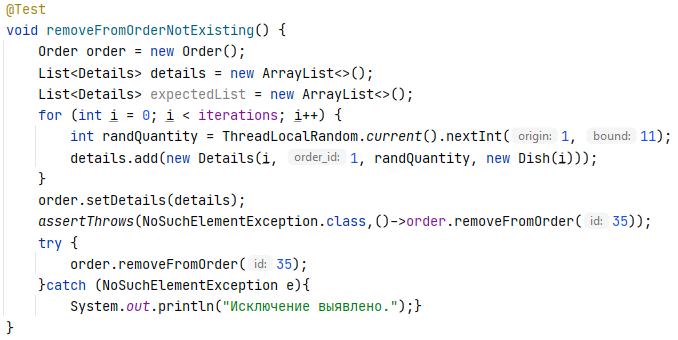 @Test
void removeFromOrderNotExisting() {
    Order order = new Order();
    List<Details> details = new ArrayList<>();
    List<Details> expectedList = new ArrayList<>();
    for (int i = 0; i < iterations; i++) {
        int randQuantity = ThreadLocalRandom.current().nextInt( origin: 1, bound: 11);
        details.add(new Details(i, order_id: 1, randQuantity, new Dish(i)));
    }
    order.setDetails(details);
    assertThrows(NoSuchElementException.class,()->order.removeFromOrder( id: 35));
    try {
        order.removeFromOrder( id: 35);
    }catch (NoSuchElementException e){
        System.out.println("Исключение выявлено.");}
}